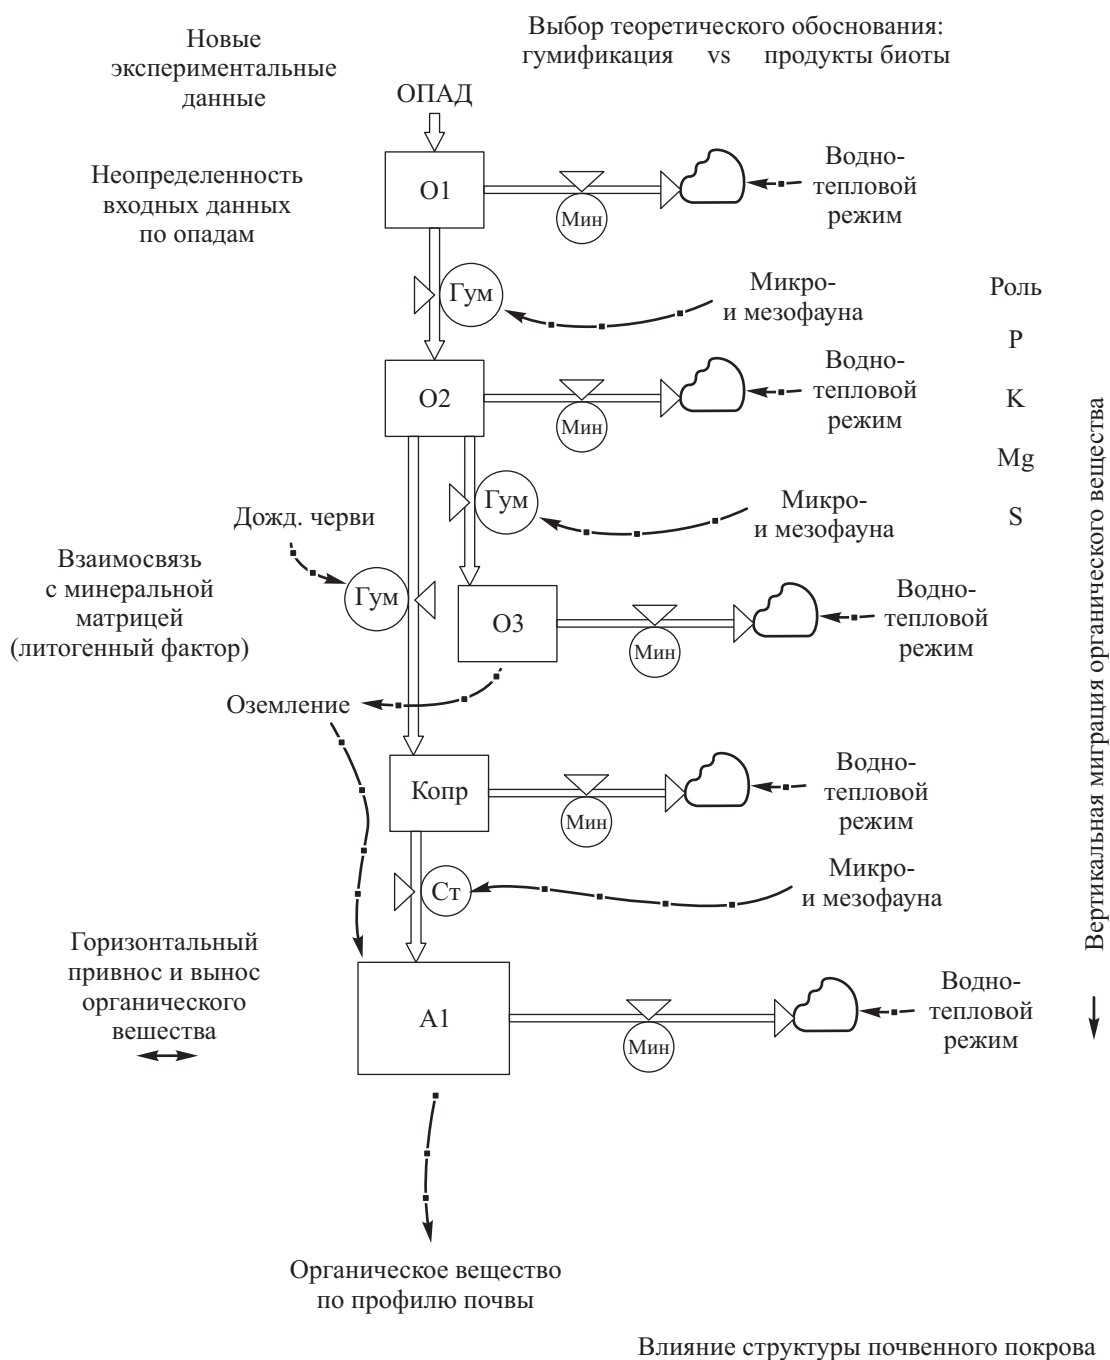 Новые
экспериментальные
данные
Выбор теоретического обоснования:
гумификация vs продукты биоты
ОПАД
Неопределенность
входных данных
по опадам
О1
Мин
Водно-
тепловой
режим
Гум
Микро-
и мезофауна
Роль
P
K
Mg
S
О2
Мин
Водно-
тепловой
режим
Гум
Микро-
и мезофауна
Дожд. черви
Гум
Взаимосвязь
с минеральной
матрицей
(литогенный фактор)
О3
Мин
Водно-
тепловой
режим
Оземление
Копр
Мин
Водно-
тепловой
режим
Ст
Микро-
и мезофауна
Вертикальная миграция органического вещества
Горизонтальный
привнос и вынос
органического
вешества
А1
Мин
Водно-
тепловой
режим
Органическое вещество
по профилю почвы
Влияние структуры почвенного покрова